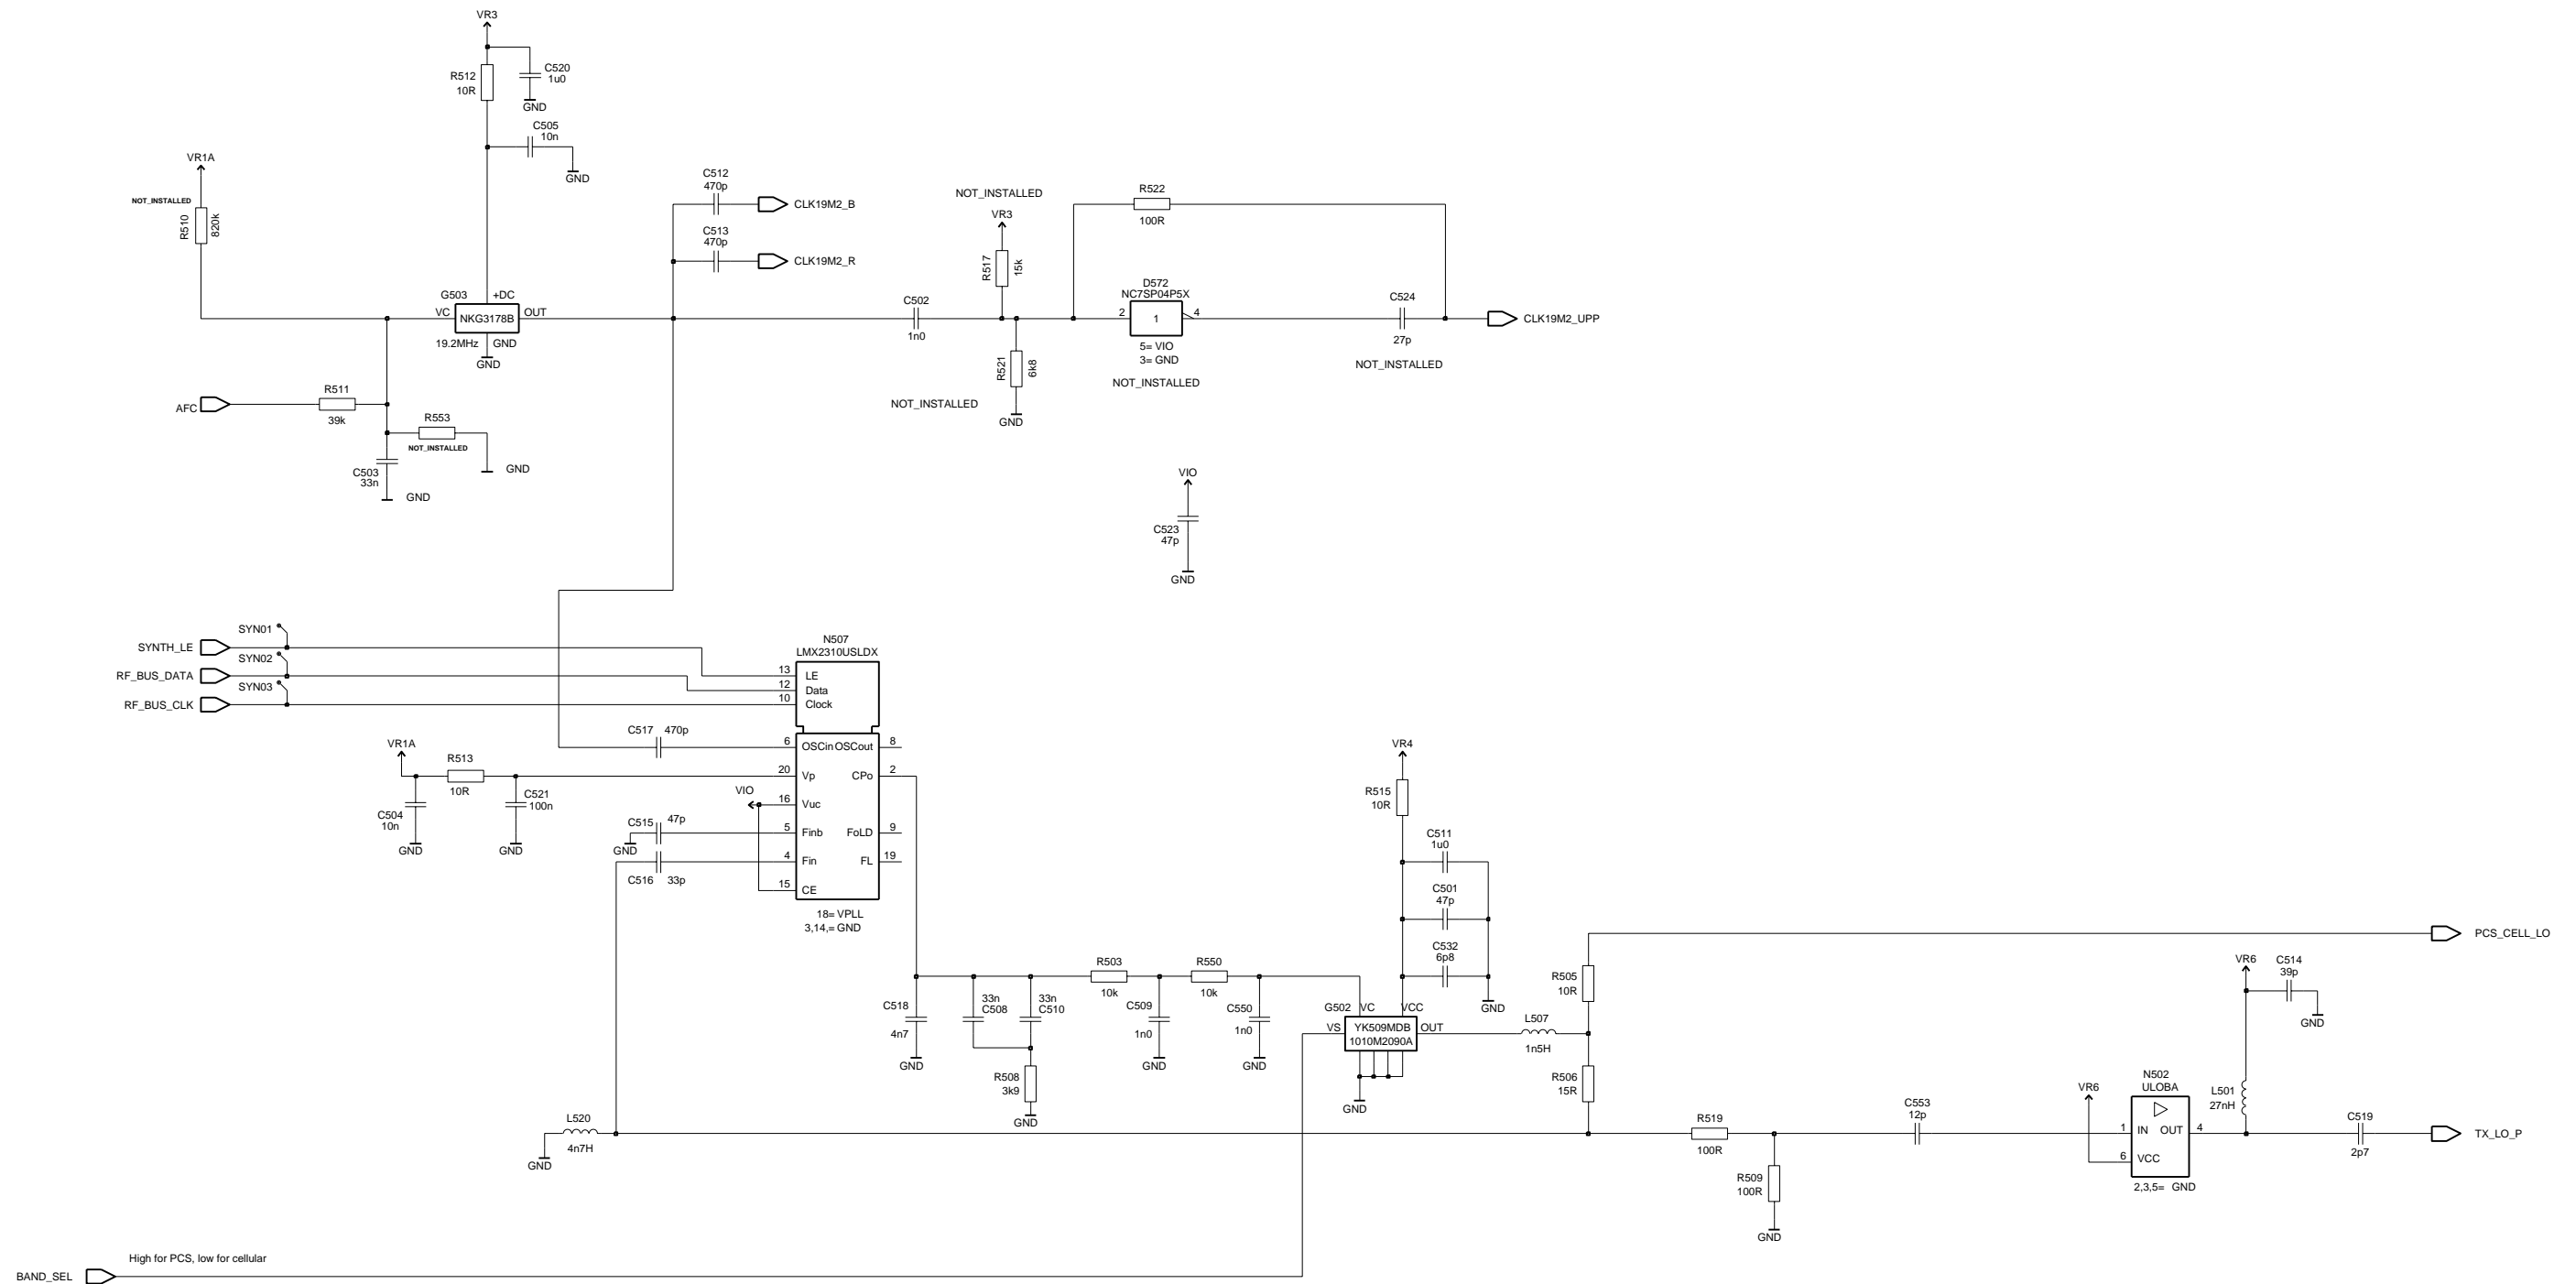 VR3
R512
10R
C520
1u0
GND
C505
10n
GND
VR1A
NOT_INSTALLED
R510
820k
C512
470p
CLK19M2_B
C513
470p
CLK19M2_R
NOT_INSTALLED
VR3
R517
15k
R522
100R
G503
+DC
VC
NKG3178B
OUT
19.2MHz
GND
GND
C502
1n0
D572
NC7SP04P5X
2
1
4
5= VIO
3= GND
NOT_INSTALLED
C524
27p
NOT_INSTALLED
CLK19M2_UPP
R521
6k8
NOT_INSTALLED
GND
AFC
R511
39k
R553
NOT_INSTALLED
GND
C503
33n
GND
VIO
C523
47p
GND
SYNTH_LE
SYN01
RF_BUS_DATA
SYN02
RF_BUS_CLK
SYN03
N507
LMX2310USLDX
13
LE
12
Data
10
Clock
C517
470p
6
OSCin
OSCout
8
VR1A
R513
10R
20
Vp
CPo
2
C504
10n
GND
C521
100n
GND
VIO
16
Vuc
C515
47p
GND
5
Finb
FoLD
9
C516
33p
4
Fin
FL
19
15
CE
18= VPLL
3,14,= GND
VR4
R515
10R
C511
1u0
C501
47p
C532
6p8
GND
C518
4n7
GND
33n
C508
33n
C510
R508
3k9
GND
R503
10k
C509
1n0
GND
R550
10k
C550
1n0
GND
G502
VC
VCC
VS
YK509MDB
1010M2090A
OUT
GND
L507
1n5H
R505
10R
R506
15R
PCS_CELL_LO
VR6
C514
39p
GND
L520
4n7H
GND
R519
100R
R509
100R
GND
C553
12p
VR6
N502
ULOBA
1
IN
OUT
4
6
VCC
2,3,5= GND
L501
27nH
C519
2p7
TX_LO_P
High for PCS, low for cellular
BAND_SEL